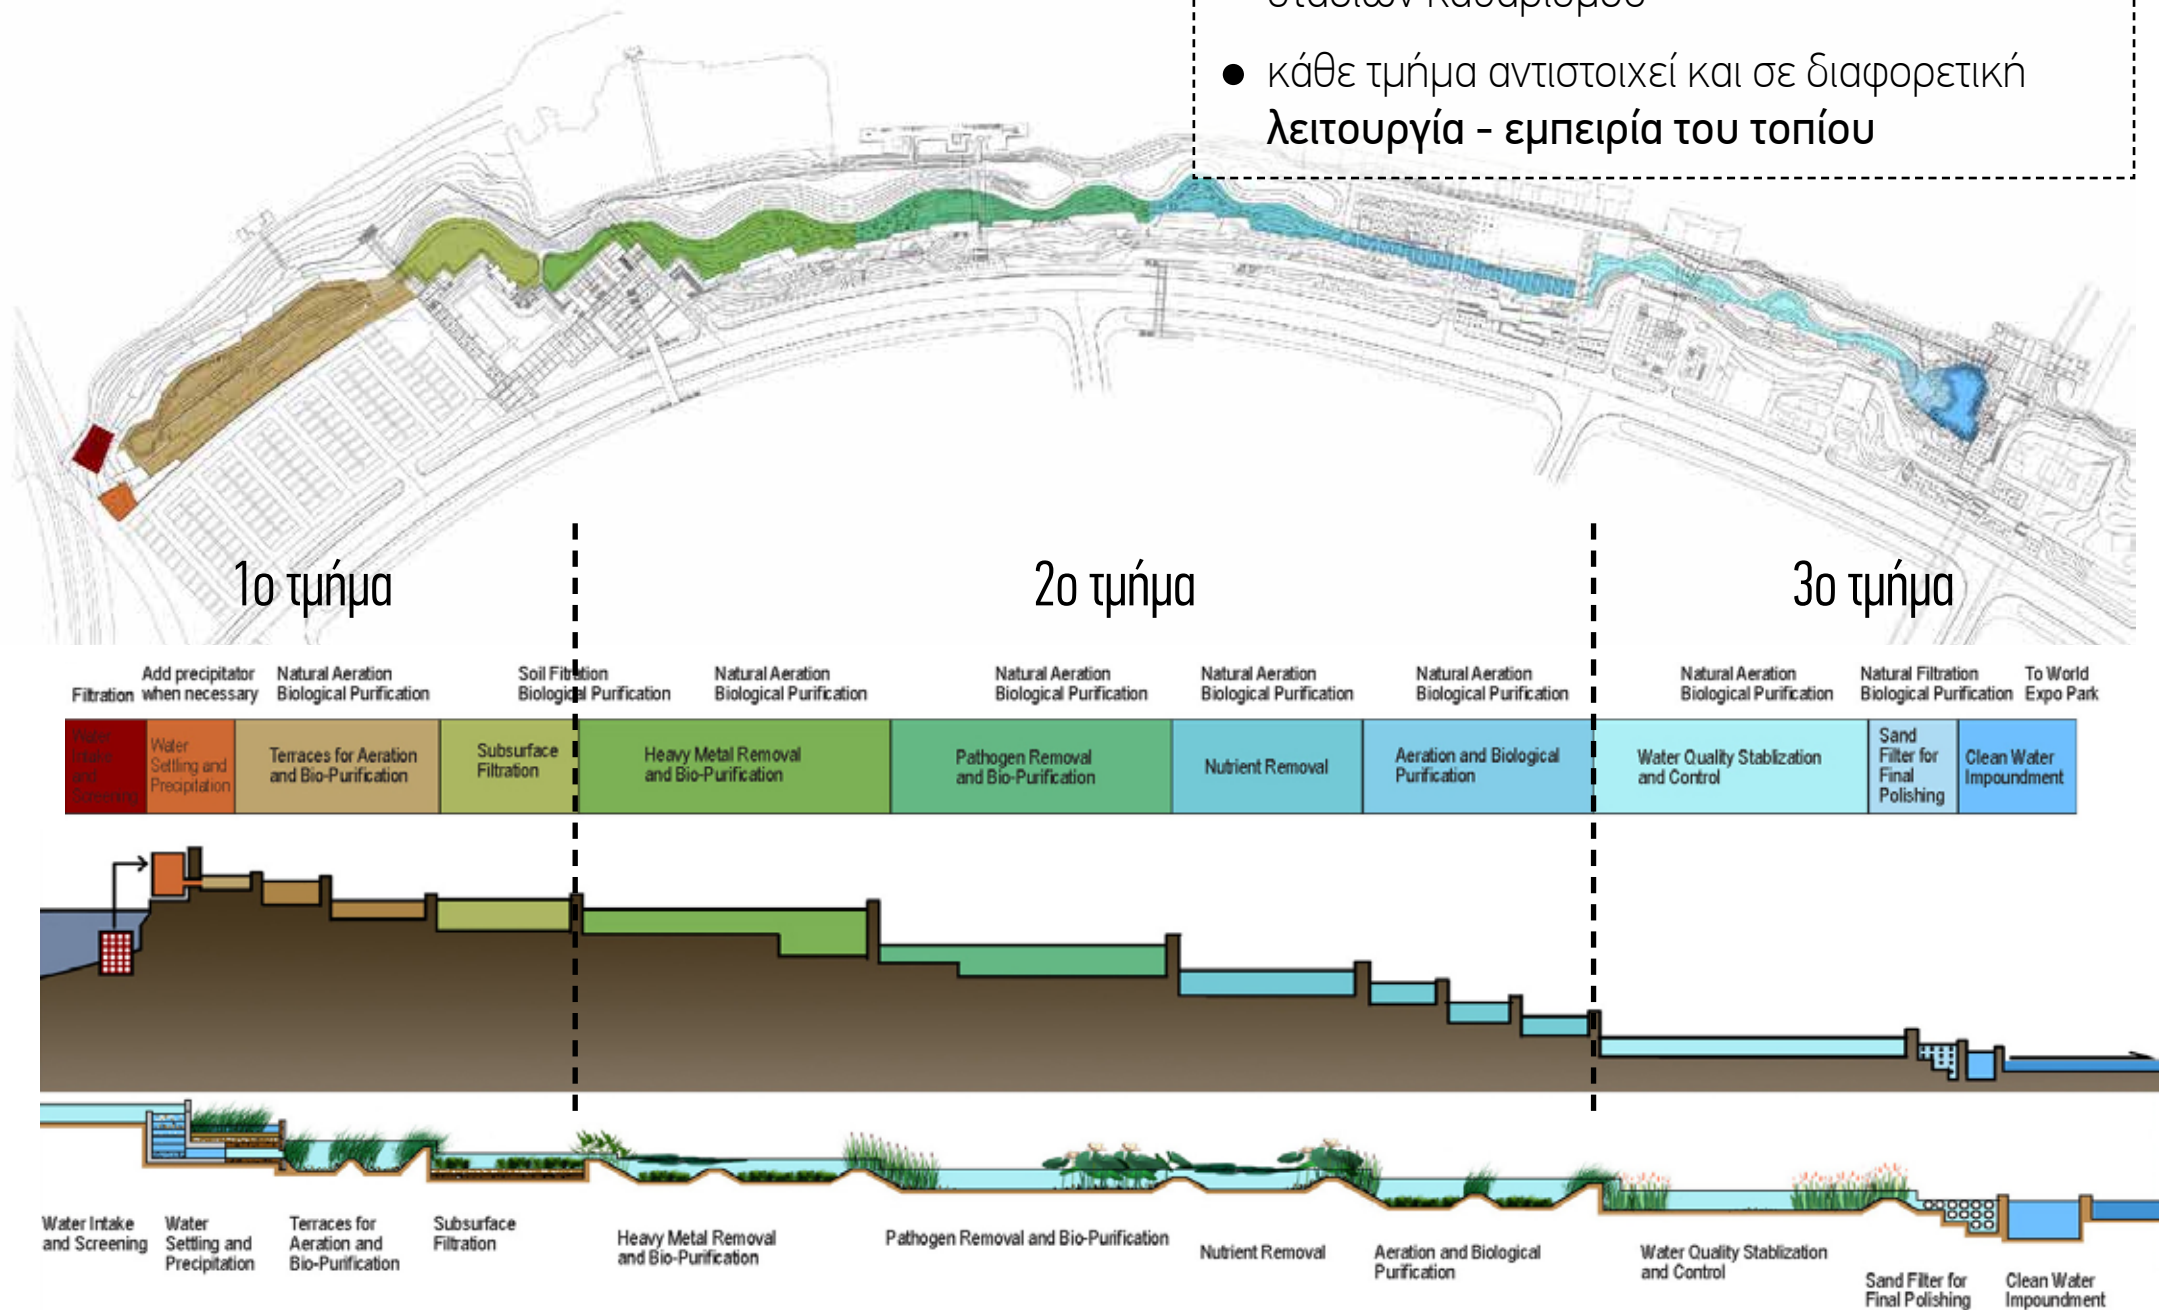 σταδίων καθαρισμού
● κάθε τμήμα αντιστοιχεί και σε διαφορετική
λειτουργία - εμπειρία του τοπίου
1ο τμήμα
2ο τμήμα
3ο τμήμα
Filtration
Add precipitator
when necessary
Natural Aeration
Biological Purification
Soil Filtration
Biological Purification
Natural Aeration
Biological Purification
Natural Aeration
Biological Purification
Natural Aeration
Biological Purification
Natural Aeration
Biological Purification
Natural Aeration
Biological Purification
Natural Filtration
Biological Purification
To World
Expo Park
Water
Intake
and
Screening
Water
Settling and
Precipitation
Terraces for Aeration
and Bio-Purification
Subsurface
Filtration
Heavy Metal Removal
and Bio-Purification
Pathogen Removal
and Bio-Purification
Nutrient Removal
Aeration and Biological
Purification
Water Quality Stablization
and Control
Sand
Filter for
Final
Polishing
Clean Water
Impoundment
Water Intake
and Screening
Water
Settling and
Precipitation
Terraces for
Aeration and
Bio-Purification
Subsurface
Filtration
Heavy Metal Removal
and Bio-Purification
Pathogen Removal and Bio-Purification
Nutrient Removal
Aeration and Biological
Purification
Water Quality Stablization
and Control
Sand Filter for
Final Polishing
Clean Water
Impoundment